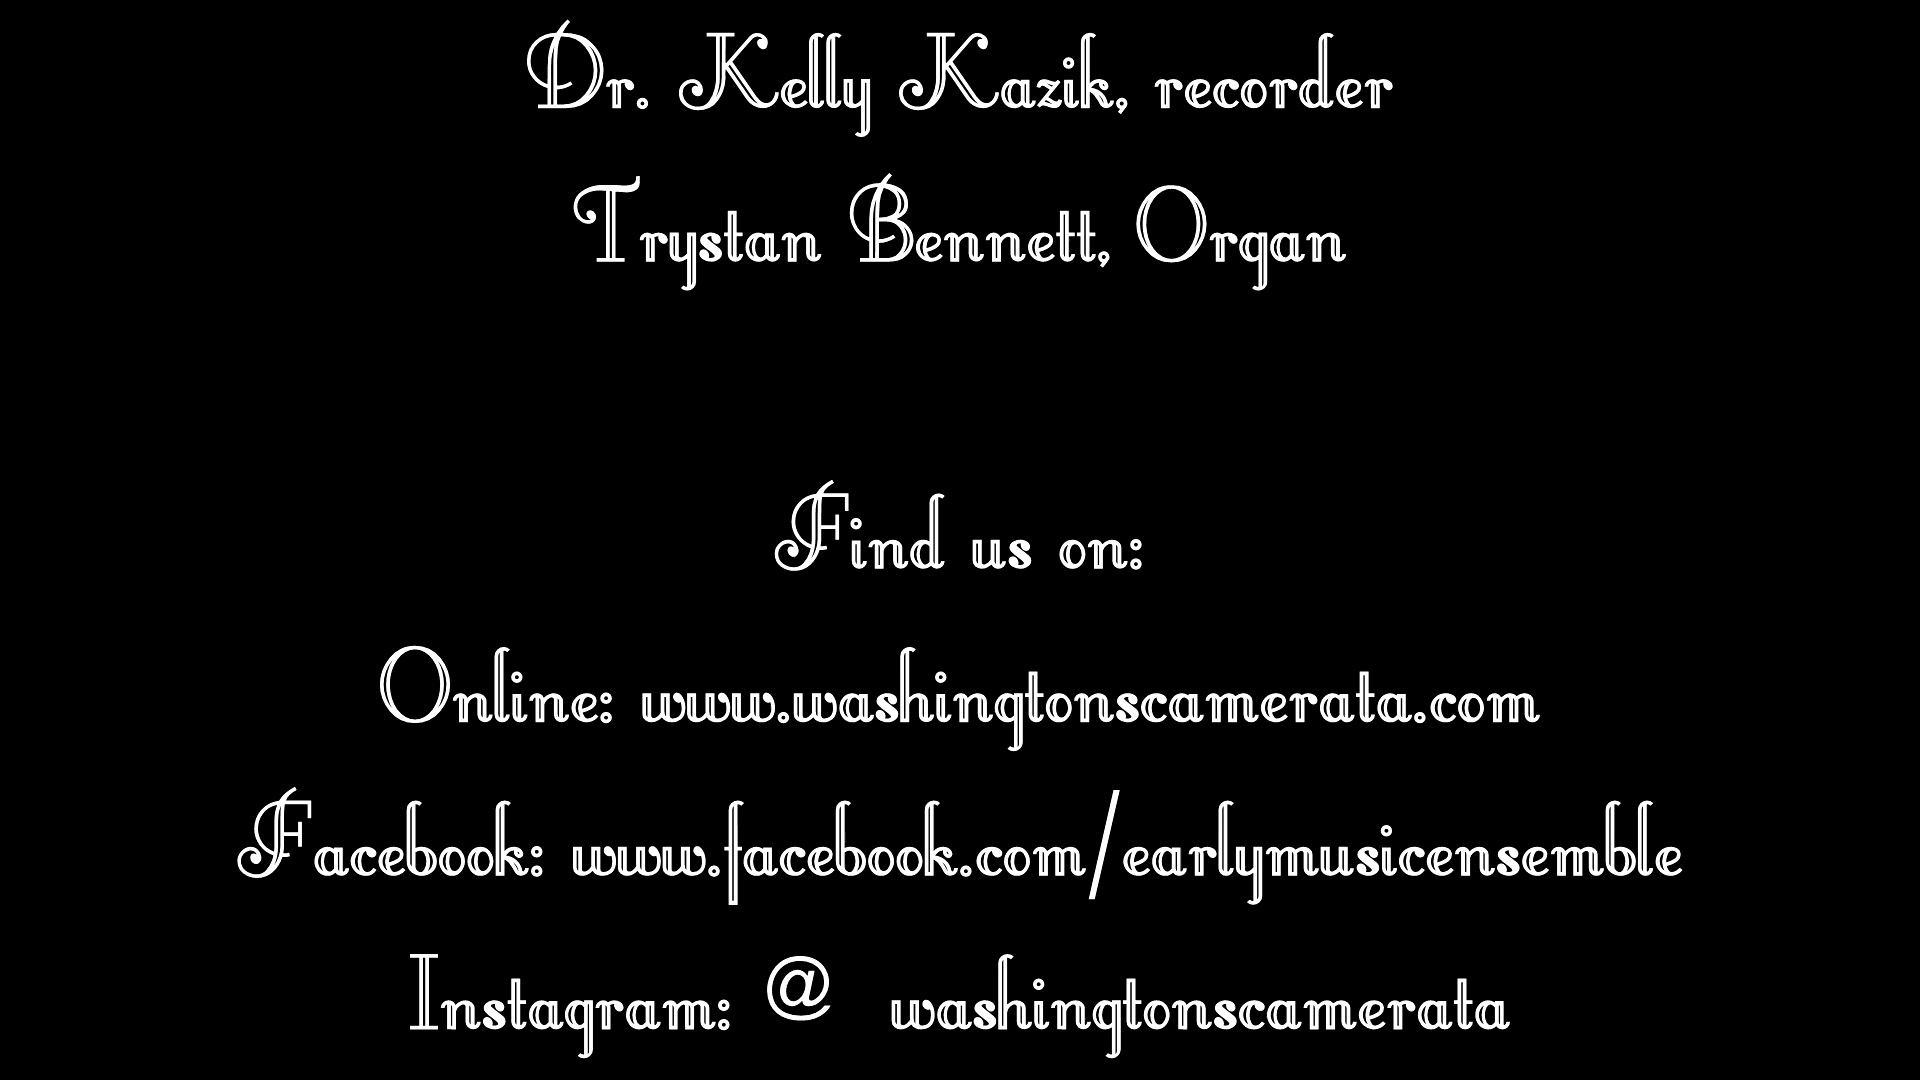 Dr. Kelly Kazik, recorder
Trystan Bennett, Organ
Find us on:
Online: www.washingtonscamerata.com
Facebook: www.facebook.com/earlymusicensemble
Instagram: @ washingtonscamerata